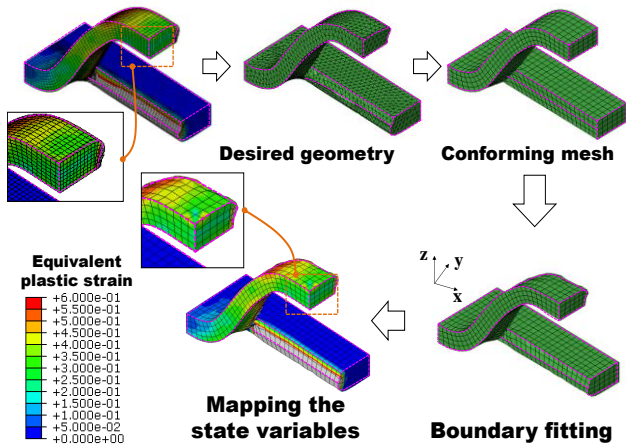 Desired geometry
Conforming mesh
Equivalent
plastic strain
+6.000e-01
+5.500e-01
+5.000e-01
+4.500e-01
+4.000e-01
+3.500e-01
+3.000e-01
+2.500e-01
+2.000e-01
+1.500e-01
+1.000e-01
+5.000e-02
+0.000e+00
z
y
x
Mapping the
state variables
Boundary fitting